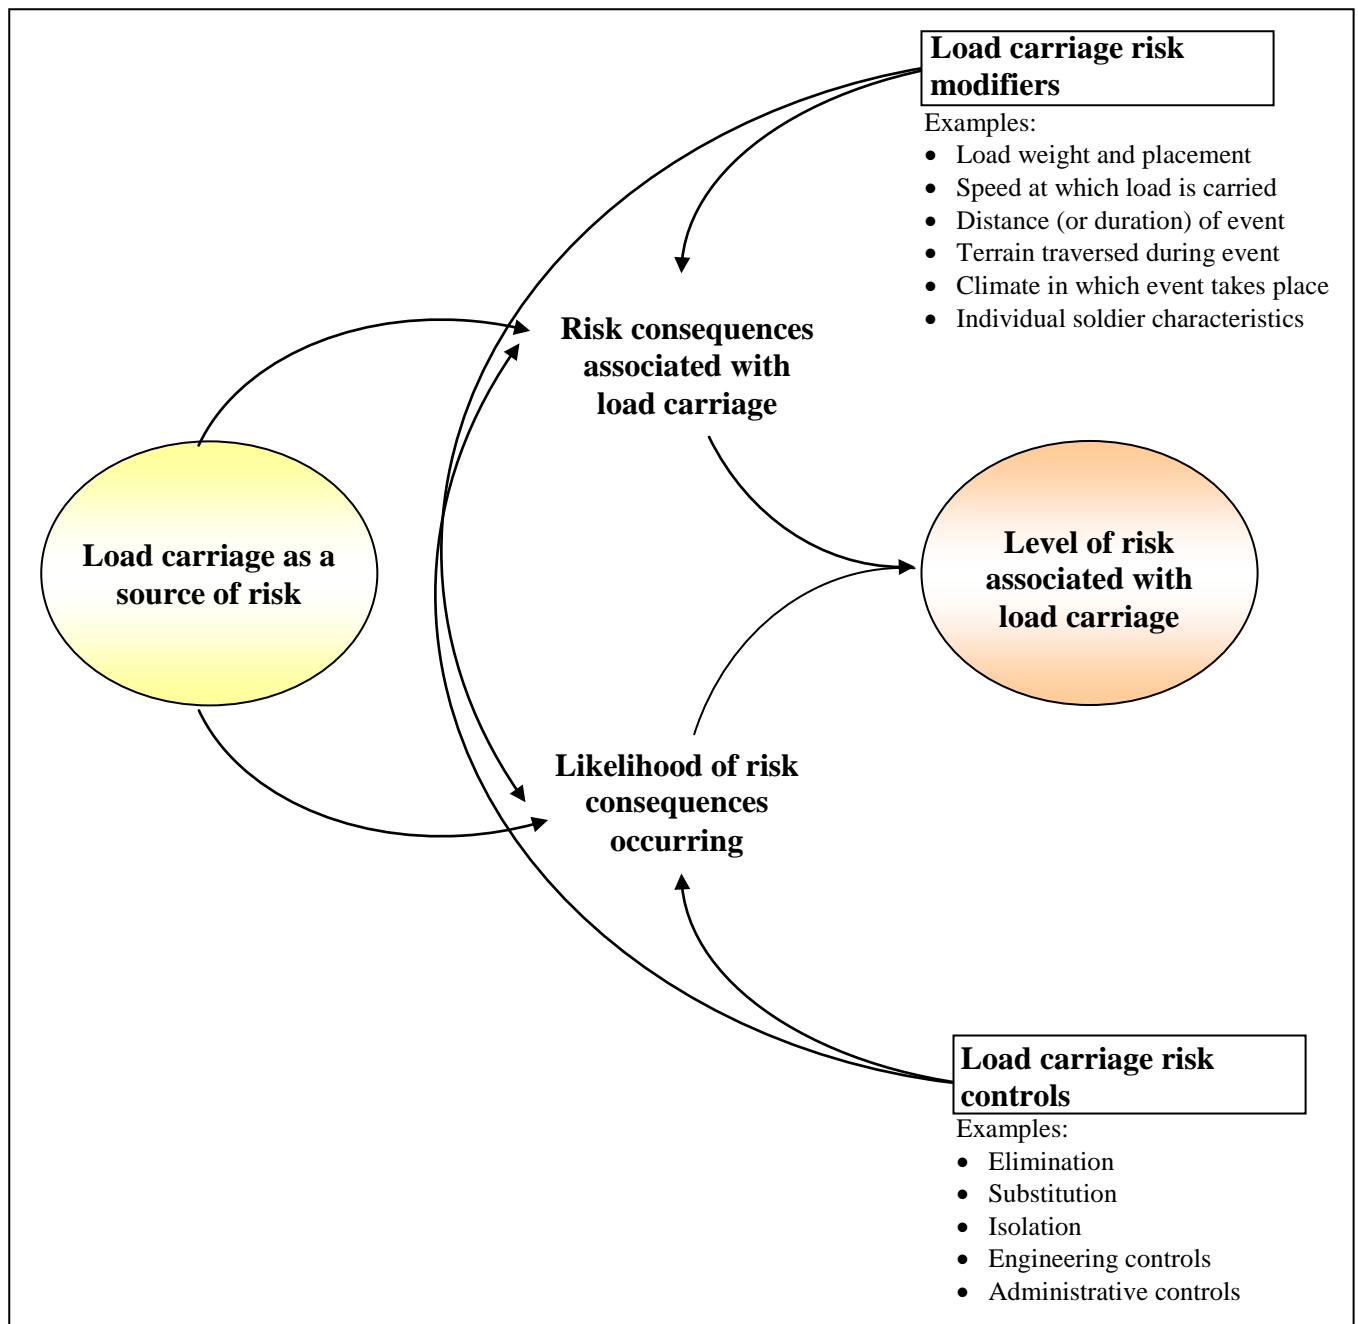 Load carriage risk
modifiers
Examples:
• Load weight and placement
• Speed at which load is carried
• Distance (or duration) of event
• Terrain traversed during event
• Climate in which event takes place
• Individual soldier characteristics
Risk consequences
associated with
load carriage
Load carriage as a
source of risk
Level of risk
associated with
load carriage
Likelihood of risk
consequences
occurring
Load carriage risk
controls
Examples:
• Elimination
• Substitution
• Isolation
• Engineering controls
• Administrative controls